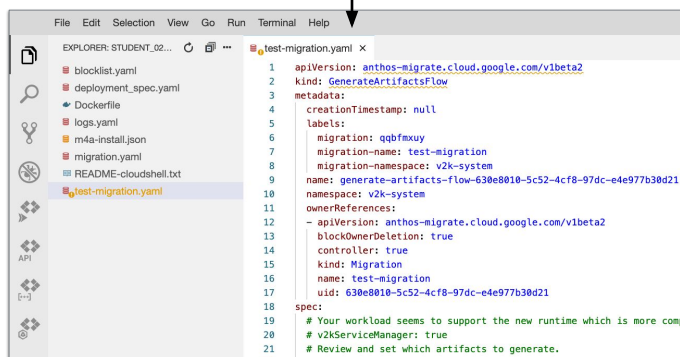 File Edit Selection View Go Run Terminal Help
EXPLORER: STUDENT_02...
test-migration.yaml
blocklist.yaml
deployment_spec.yaml
Dockerfile
logs.yaml
m4a-install.json
migration.yaml
README-cloudshell.txt
test-migration.yaml
API
1 apiVersion: anthos-migrate.cloud.google.com/v1beta2
2 kind: GenerateArtifactsFlow
3 metadata:
4 creationTimestamp: null
5 labels:
6 migration: qqbfmxuy
7 migration-name: test-migration
8 migration-namespace: v2k-system
9 name: generate-artifacts-flow-630e8010-5c52-4cf8-97dc-e4e977b30d21
10 namespace: v2k-system
11 ownerReferences:
12 - apiVersion: anthos-migrate.cloud.google.com/v1beta2
13 blockOwnerDeletion: true
14 controller: true
15 kind: Migration
16 name: test-migration
17 uid: 630e8010-5c52-4cf8-97dc-e4e977b30d21
18 spec:
19 # Your workload seems to support the new runtime which is more com
20 # v2kServiceManager: true
21 # Review and set which artifacts to generate.